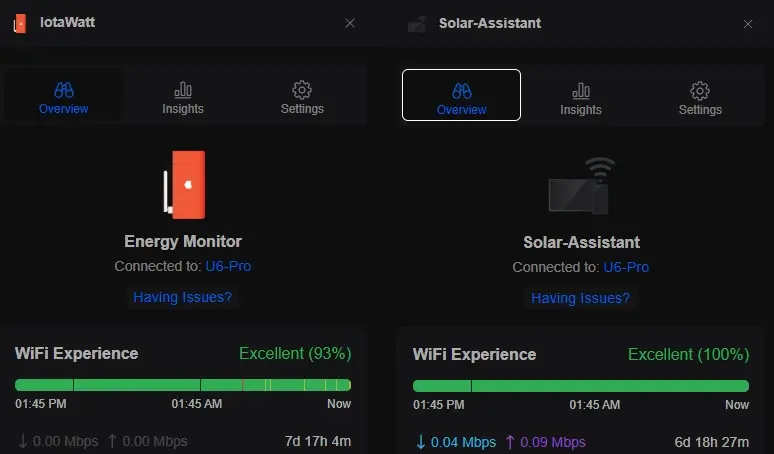 IotaWatt
Overview
Insights
Settings
Energy Monitor
Connected to: U6-Pro
Having Issues?
WiFi Experience
Excellent (93%)
01:45 PM
01:45 AM
Now
0.00 Mbps
0.00 Mbps
7d 17h 4m
Solar-Assistant
Overview
Insights
Settings
Solar-Assistant
Connected to: U6-Pro
Having Issues?
WiFi Experience
Excellent (100%)
01:45 PM
01:45 AM
Now
0.04 Mbps
0.09 Mbps
6d 18h 27m